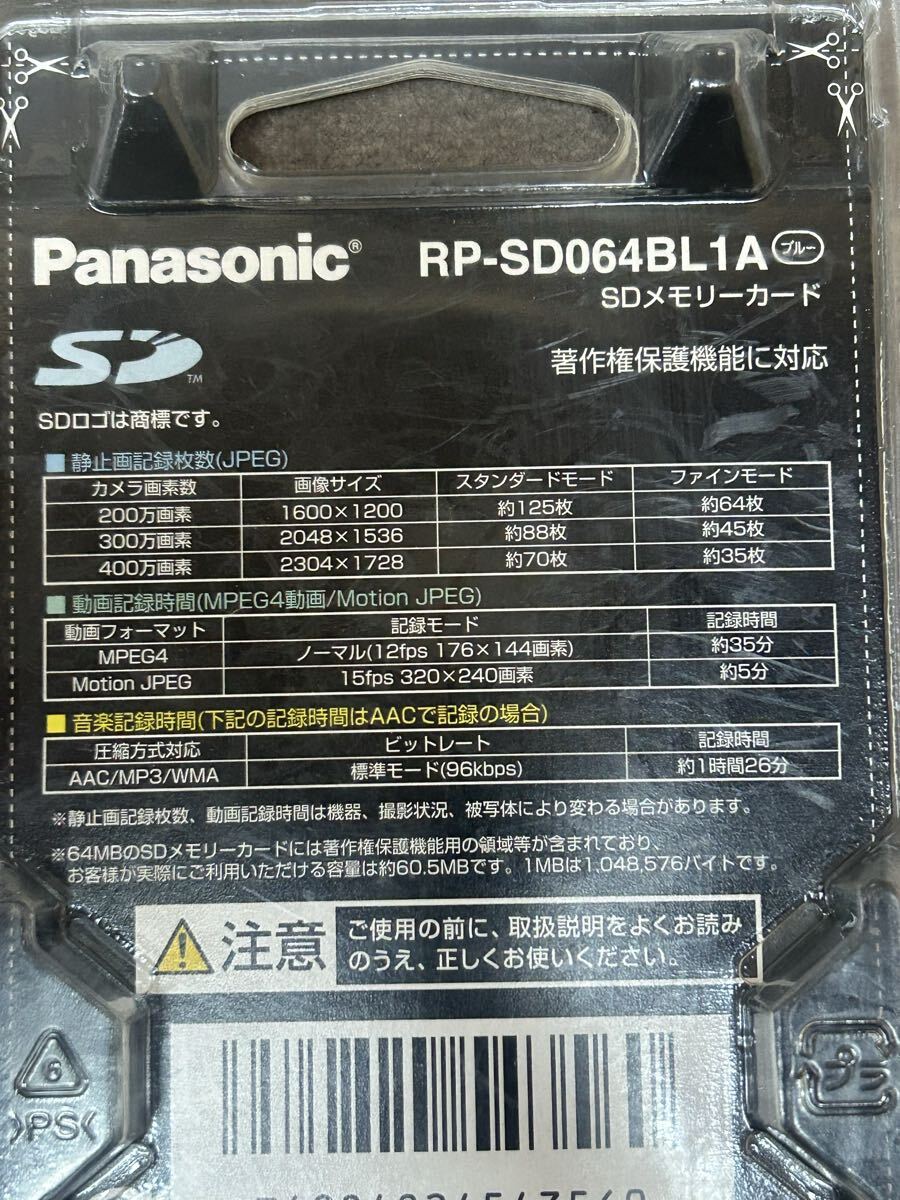 Panasonic® RP-SD064BL1A ブルー
SDメモリーカード
SD™
著作権保護機能に対応
SDロゴは商標です。
■静止画記録枚数(JPEG)
カメラ画素数 画像サイズ スタンダードモード ファインモード
200万画素 1600×1200 約125枚 約64枚
300万画素 2048×1536 約88枚 約45枚
400万画素 2304×1728 約70枚 約35枚
■動画記録時間(MPEG4動画/Motion JPEG)
動画フォーマット 記録モード 記録時間
MPEG4 ノーマル(12fps 176×144画素) 約35分
Motion JPEG 15fps 320×240画素 約5分
■音楽記録時間(下記の記録時間はAACで記録の場合)
圧縮方式対応 ビットレート 記録時間
AAC/MP3/WMA 標準モード(96kbps) 約1時間26分
※静止画記録枚数、動画記録時間は機器、撮影状況、被写体により変わる場合があります。
※64MBのSDメモリーカードには著作権保護機能用の領域等が含まれており、
お客様が実際にご利用いただける容量は約60.5MBです。1MBは1,048,576バイトです。
注意
ご使用の前に、取扱説明をよくお読み
のうえ、正しくお使いください。
6
>PS<
プラ